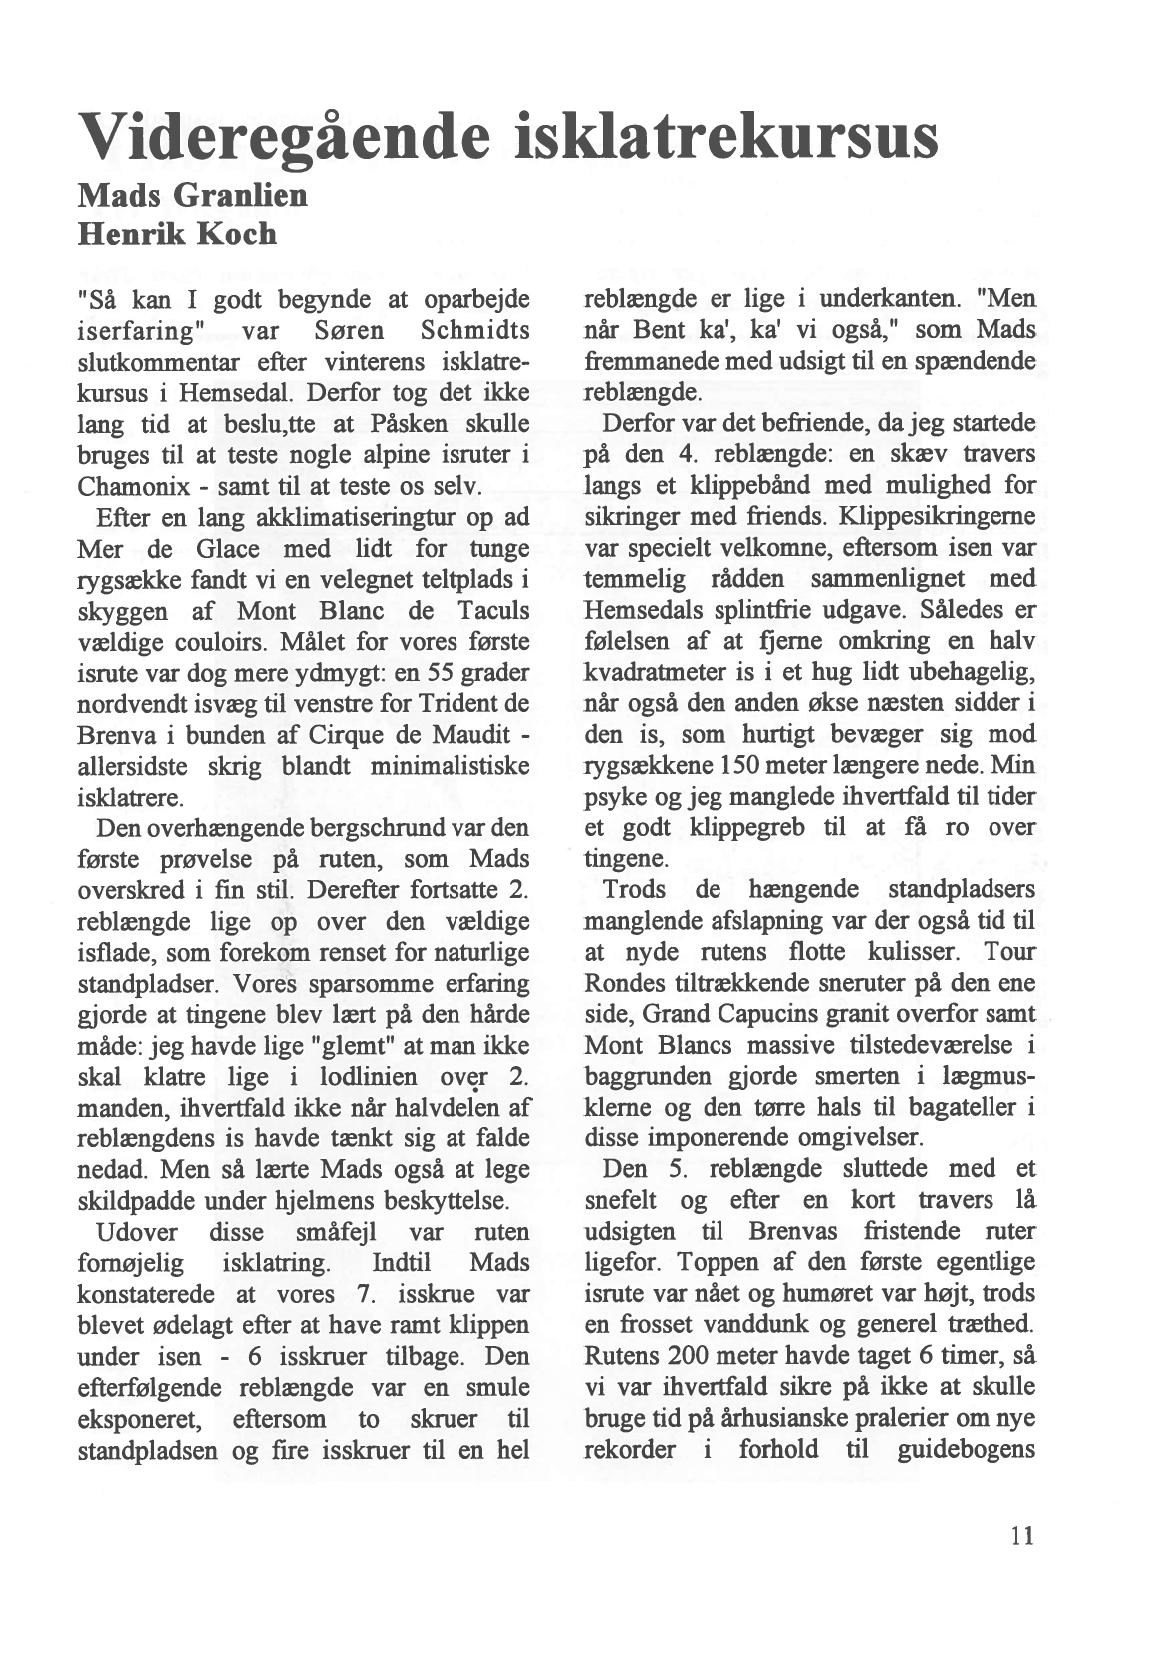 Videregående isklatrekursus
Mads Granlien
Henrik Koch
"Så kan I godt begynde at oparbejde
iserfaring" var Søren Schmidts
slutkommentar efter vinterens isklatre-
kursus i Hemsedal. Derfor tog det ikke
lang tid at beslu,tte at Påsken skulle
bruges til at teste nogle alpine isruter i
Chamonix - samt til at teste os selv.
Efter en lang akklimatiseringtur op ad
Mer de Glace med lidt for tunge
rygsække fandt vi en velegnet teltplads i
skyggen af Mont Blanc de Taculs
vældige couloirs. Målet for vores første
isrute var dog mere ydmygt: en 55 grader
nordvendt isvæg til venstre for Trident de
Brenva i bunden af Cirque de Maudit -
allersidste skrig blandt minimalistiske
isklatrere.
Den overhængende bergschrund var den
første prøvelse på ruten, som Mads
overskred i fin stil. Derefter fortsatte 2.
reblængde lige op over den vældige
isflade, som forekom renset for naturlige
standpladser. Vores sparsomme erfaring
gjorde at tingene blev lært på den hårde
måde: jeg havde lige "glemt" at man ikke
skal klatre lige i lodlinien over 2.
manden, ihvertfald ikke når halvdelen af
reblængdens is havde tænkt sig at falde
nedad. Men så lærte Mads også at lege
skildpadde under hjelmens beskyttelse.
Udover disse småfejl var ruten
fornøjelig isklatring. Indtil Mads
konstaterede at vores 7. isskrue var
blevet ødelagt efter at have ramt klippen
under isen - 6 isskruer tilbage. Den
efterfølgende reblængde var en smule
eksponeret, eftersom to skruer til
standpladsen og fire isskruer til en hel
reblængde er lige i underkanten. "Men
når Bent ka', ka' vi også," som Mads
fremmanede med udsigt til en spændende
reblængde.
Derfor var det befriende, da jeg startede
på den 4. reblængde: en skæv travers
langs et klippebånd med mulighed for
sikringer med friends. Klippesikringerne
var specielt velkomne, eftersom isen var
temmelig rådden sammenlignet med
Hemsedals splintfrie udgave. Således er
følelsen af at fjerne omkring en halv
kvadratmeter is i et hug lidt ubehagelig,
når også den anden økse næsten sidder i
den is, som hurtigt bevæger sig mod
rygsækkene 150 meter længere nede. Min
psyke og jeg manglede ihvertfald til tider
et godt klippegreb til at få ro over
tingene.
Trods de hængende standpladsers
manglende afslapning var der også tid til
at nyde rutens flotte kulisser. Tour
Rondes tiltrækkende sneruter på den ene
side, Grand Capucins granit overfor samt
Mont Blancs massive tilstedeværelse i
baggrunden gjorde smerten i lægmus-
klerne og den tørre hals til bagateller i
disse imponerende omgivelser.
Den 5. reblængde sluttede med et
snefelt og efter en kort travers lå
udsigten til Brenvas fristende ruter
ligefor. Toppen af den første egentlige
isrute var nået og humøret var højt, trods
en frosset vanddunk og generel træthed.
Rutens 200 meter havde taget 6 timer, så
vi var ihvertfald sikre på ikke at skulle
bruge tid på århusianske pralerier om nye
rekorder i forhold til guidebogens
11